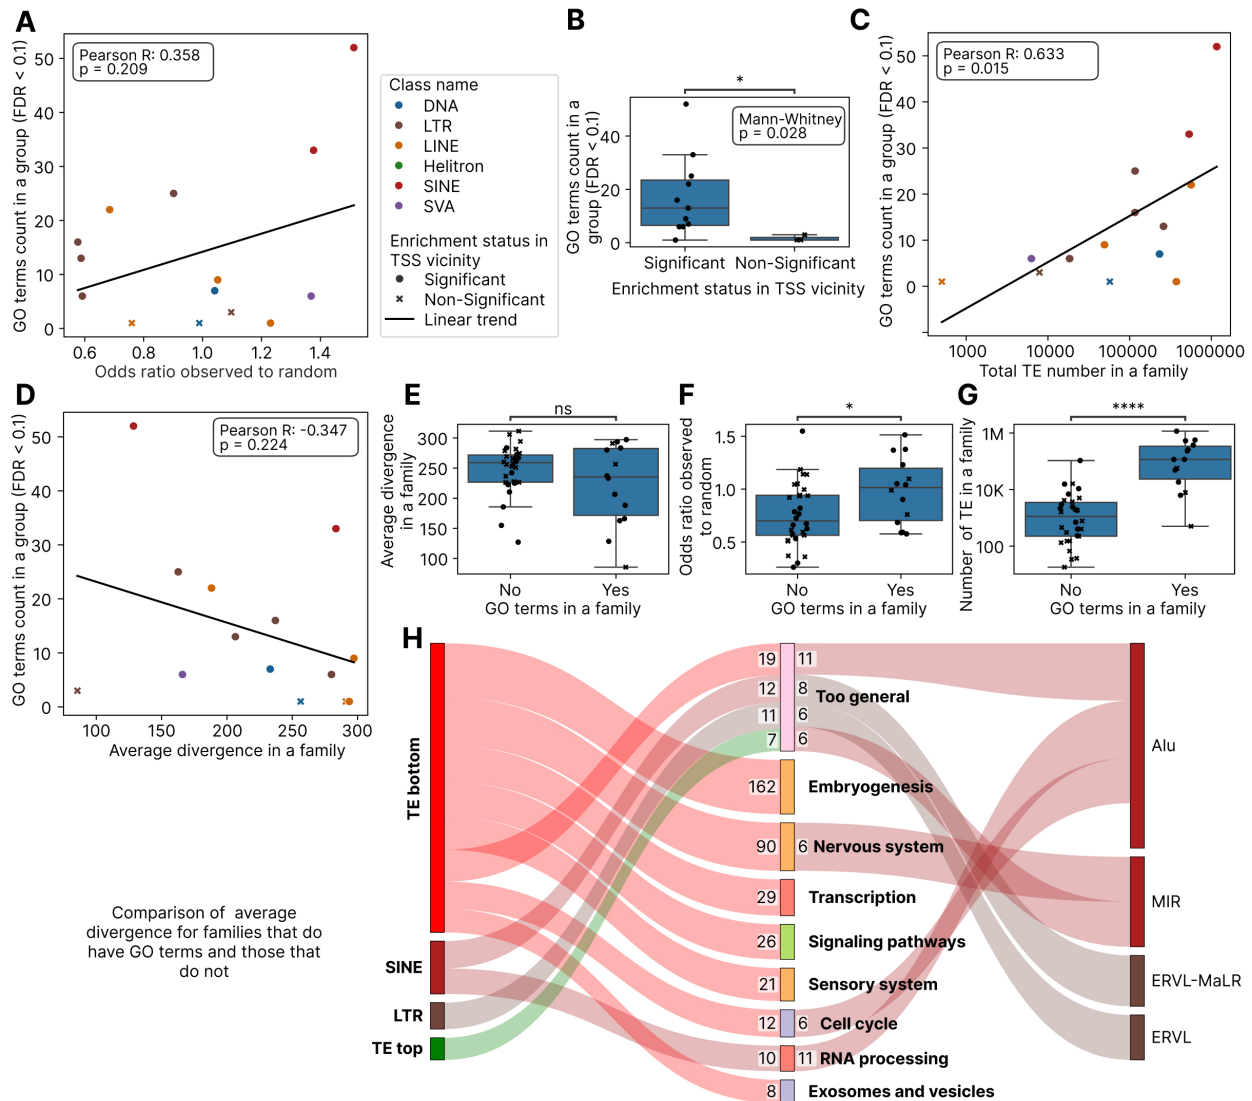 A
GO terms count in a group (FDR < 0.1)
50
40
30
20
10
0
Pearson R: 0.358
p = 0.209
0.6
0.8
1.0
1.2
1.4
Odds ratio observed to random
Class name
DNA
LTR
LINE
Helitron
SINE
SVA
Enrichment status in
TSS vicinity
Significant
Non-Significant
Linear trend
B
GO terms count in a
group (FDR < 0.1)
40
20
0
*
Mann-Whitney
p = 0.028
Significant
Non-Significant
Enrichment status in TSS vicinity
C
GO terms count in a group (FDR < 0.1)
50
40
30
20
10
0
Pearson R: 0.633
p = 0.015
1000
10000
100000
1000000
Total TE number in a family
D
GO terms count in a group (FDR < 0.1)
50
40
30
20
10
0
Pearson R: -0.347
p = 0.224
100
150
200
250
300
Average divergence in a family
E
Average divergence
in a family
300
250
200
150
100
ns
No
Yes
GO terms in a family
F
Odds ratio observed
to random
1.5
1.0
0.5
*
No
Yes
GO terms in a family
G
Number of TE in a family
1M
10K
100
****
No
Yes
GO terms in a family
Comparison of average
divergence for families that do
have GO terms and those that
do not
H
TE bottom
SINE
LTR
TE top
19
11
12
8
11
6
7
6
Too general
162
Embryogenesis
90
6
Nervous system
29
Transcription
26
Signaling pathways
21
Sensory system
12
6
Cell cycle
10
11
RNA processing
8
Exosomes and vesicles
Alu
MIR
ERVL-MaLR
ERVL